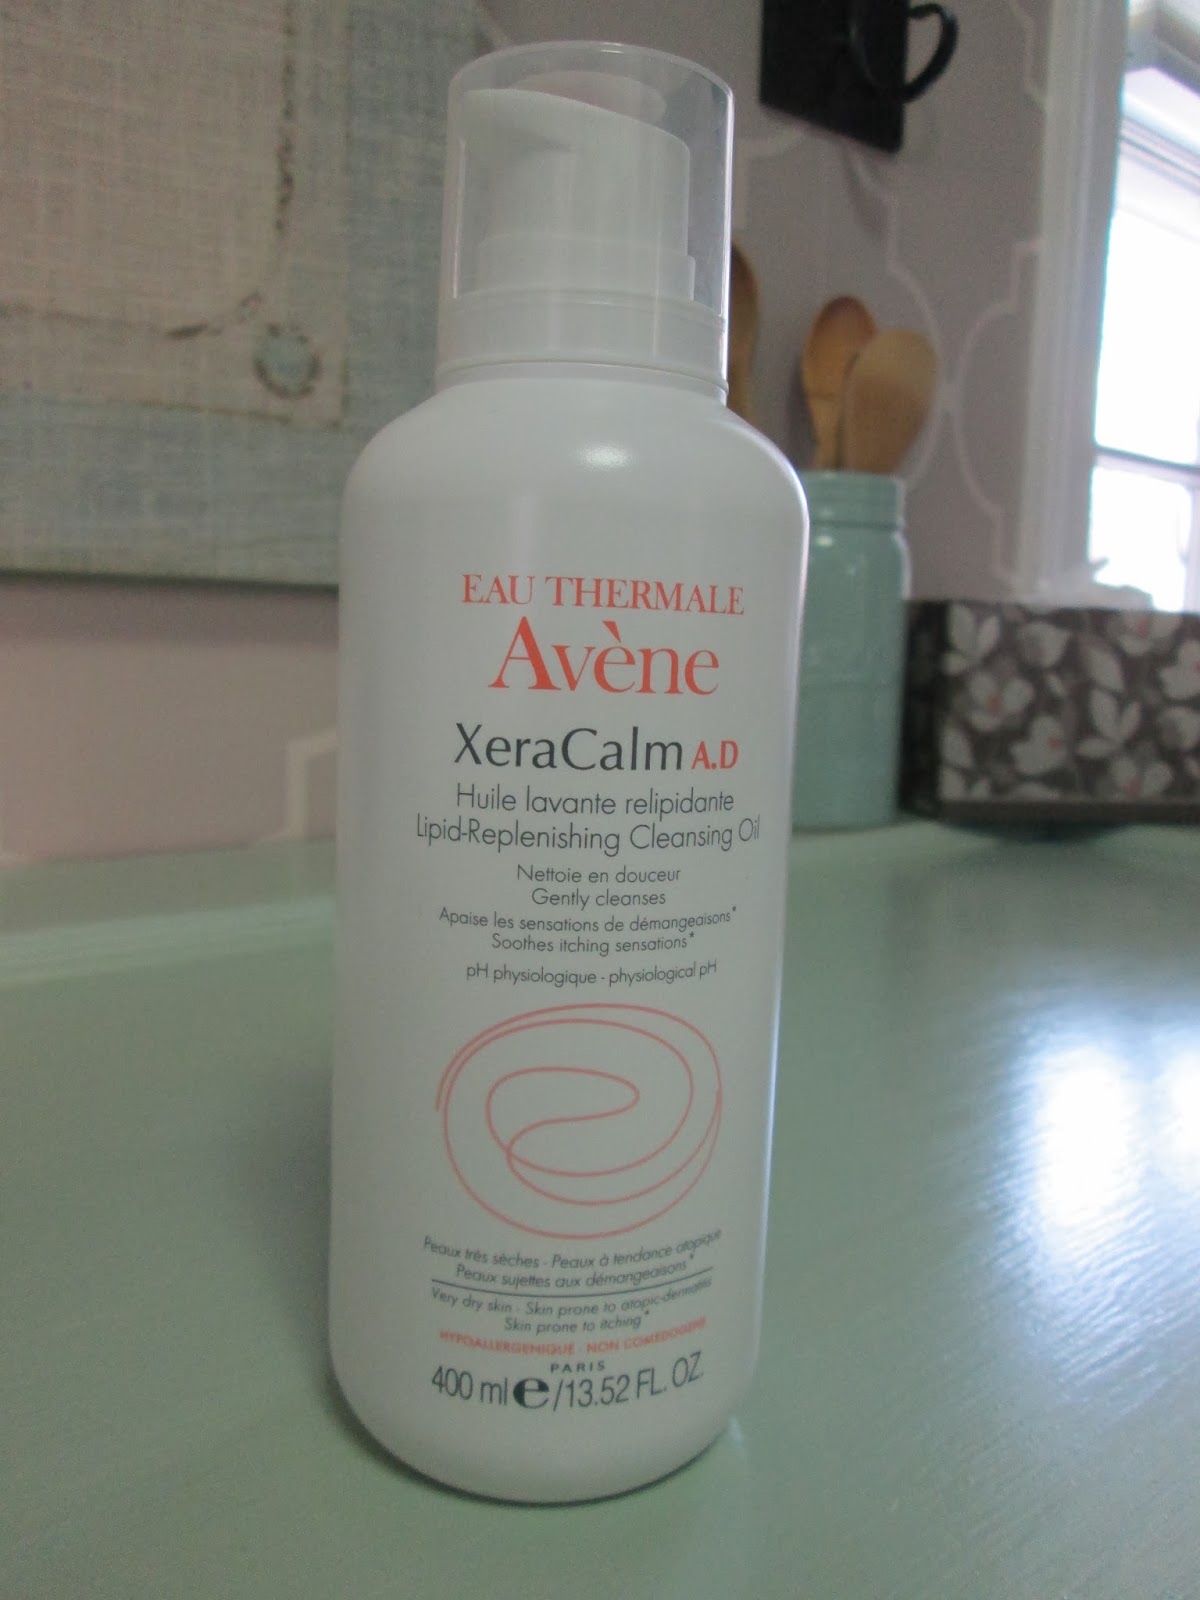 EAU THERMALE
Avène
XeraCalm A.D
Huile lavante relipidante
Lipid-Replenishing Cleansing Oil
Nettoie en douceur
Gently cleanses
Apaise les sensations de démangeaisons*
Soothes itching sensations*
pH physiologique - physiological pH
Peaux très sèches - Peaux à tendance atopique
Peaux sujettes aux démangeaisons*
Very dry skin - Skin prone to atopic-dermatitis
Skin prone to itching*
HYPOALLERGÉNIQUE - NON COMÉDOGÈNE
PARIS
400 ml e/13.52 FL. OZ.